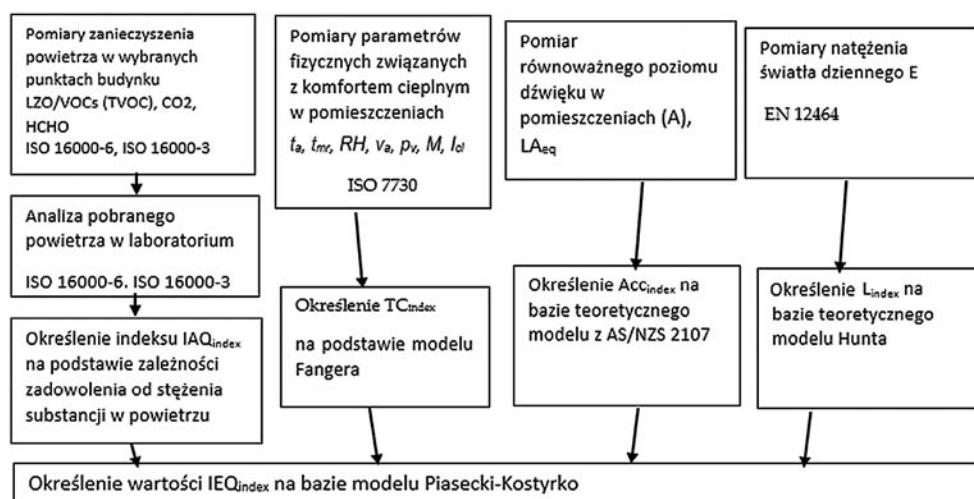 Pomiary zanieczyszenia
powietrza w wybranych
punktach budynku
LZO/VOCs (TVOC), CO2,
HCHO
ISO 16000-6, ISO 16000-3
Analiza pobranego
powietrza w laboratorium
ISO 16000-6. ISO 16000-3
Określenie indeksu IAQindex
na podstawie zależności
zadowolenia od stężenia
substancji w powietrzu
Pomiary parametrów
fizycznych związanych
z komfortem cieplnym
w pomieszczeniach
ta, tmr, RH, va, pv, M, Icl
ISO 7730
Określenie TCindex
na podstawie modelu
Fangera
Pomiar
równoważnego poziomu
dźwięku w
pomieszczeniach (A),
LAeq
Określenie Accindex na
bazie teoretycznego
modelu z AS/NZS 2107
Pomiary natężenia
światła dziennego E
EN 12464
Określenie Lindex na
bazie teoretycznego
modelu Hunta
Określenie wartości IEQindex na bazie modelu Piasecki-Kostyrko